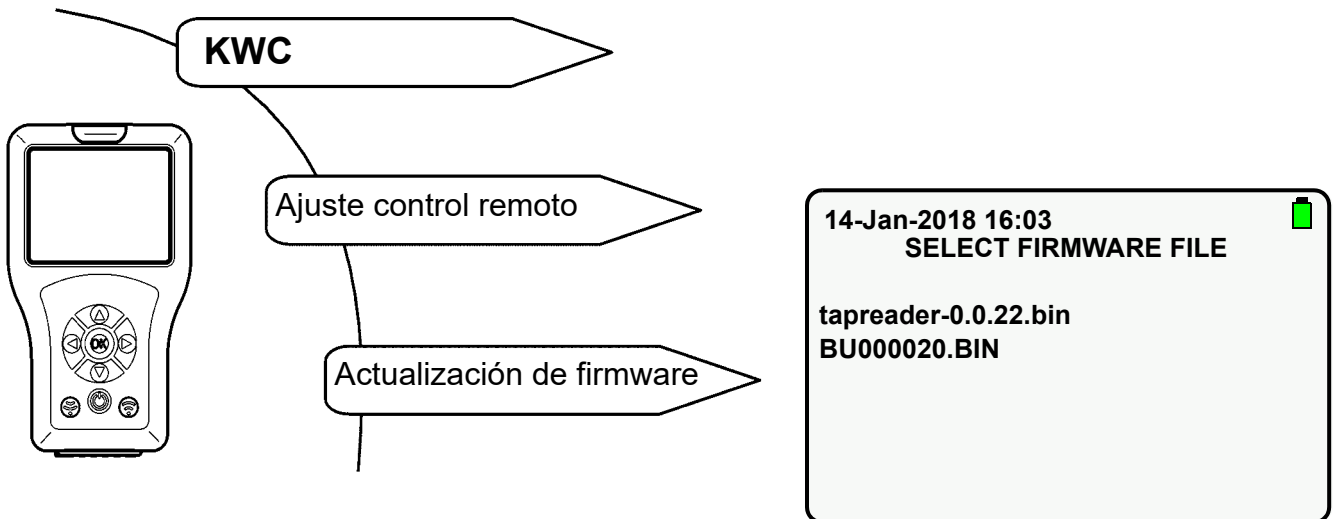 KWC
Ajuste control remoto
Actualización de firmware
OK
14-Jan-2018 16:03
SELECT FIRMWARE FILE
tapreader-0.0.22.bin
BU000020.BIN